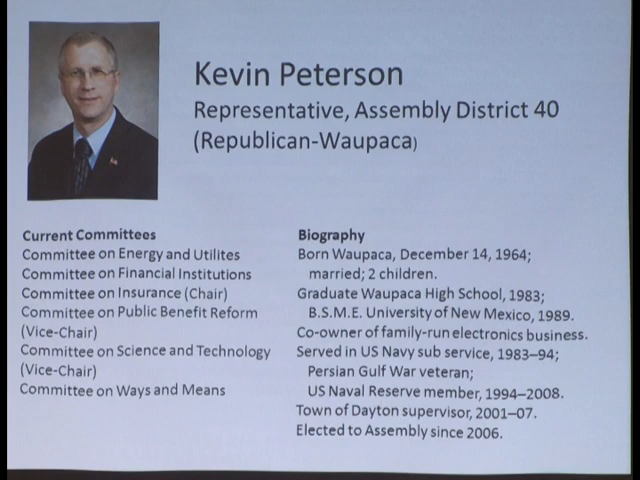 Kevin Peterson
Representative, Assembly District 40
(Republican-Waupaca)
Current Committees
Committee on Energy and Utilites
Committee on Financial Institutions
Committee on Insurance (Chair)
Committee on Public Benefit Reform
(Vice-Chair)
Committee on Science and Technology
(Vice-Chair)
Committee on Ways and Means
Biography
Born Waupaca, December 14, 1964;
married; 2 children.
Graduate Waupaca High School, 1983;
B.S.M.E. University of New Mexico, 1989.
Co-owner of family-run electronics business.
Served in US Navy sub service, 1983–94;
Persian Gulf War veteran;
US Naval Reserve member, 1994–2008.
Town of Dayton supervisor, 2001–07.
Elected to Assembly since 2006.